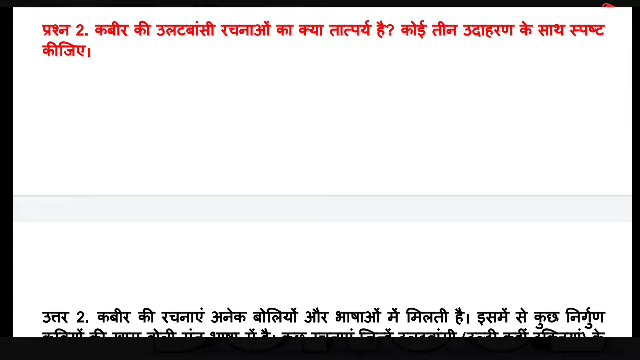 प्रश्न 2. कबीर की उलटबांसी रचनाओं का क्या तात्पर्य है? कोई तीन उदाहरण के साथ स्पष्ट
कीजिए।
उत्तर 2. कबीर की रचनाएं अनेक बोलियों और भाषाओं में मिलती है। इसमें से कुछ निर्गुण